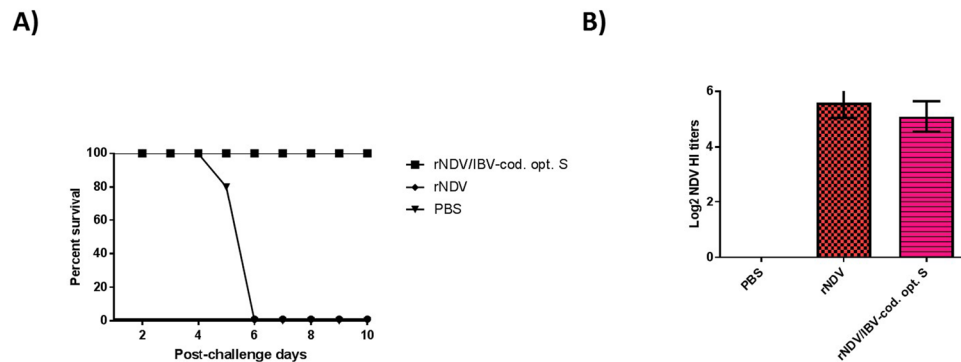 A)
B)
Percent survival
100
80
60
40
20
0
2
4
6
8
10
Post-challenge days
rNDV/IBV-cod. opt. S
rNDV
PBS
Log2 NDV HI titers
6
4
2
0
PBS
rNDV
rNDV/IBV-cod. opt. S